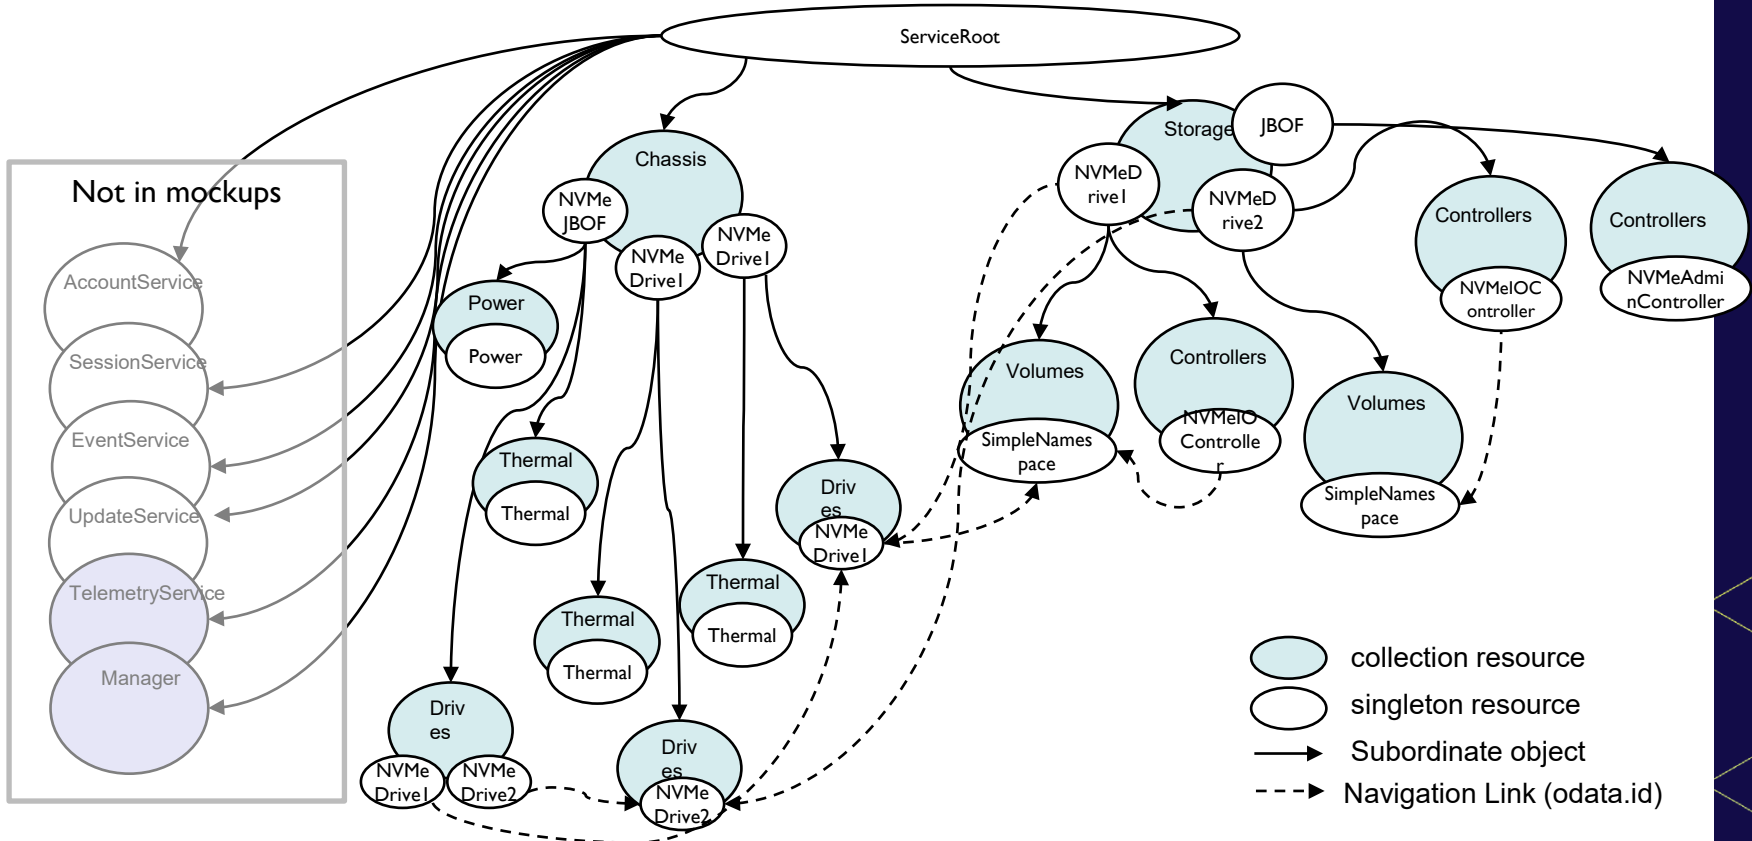 ServiceRoot
Not in mockups
AccountService
SessionService
EventService
UpdateService
TelemetryService
Manager
Chassis
NVMe
JBOF
NVMe
Drive1
NVMe
Drive1
Power
Power
Thermal
Thermal
Thermal
Thermal
Thermal
Thermal
Driv
es
NVMe
Drive1
Driv
es
NVMe
Drive1
NVMe
Drive2
Driv
es
NVMe
Drive2
Storage
JBOF
NVMeD
rive1
NVMeD
rive2
Volumes
SimpleNames
pace
Controllers
NVMeIO
Controlle
r
Volumes
SimpleNames
pace
Controllers
NVMeIOC
ontroller
Controllers
NVMeAdmi
nController
collection resource
singleton resource
Subordinate object
Navigation Link (odata.id)